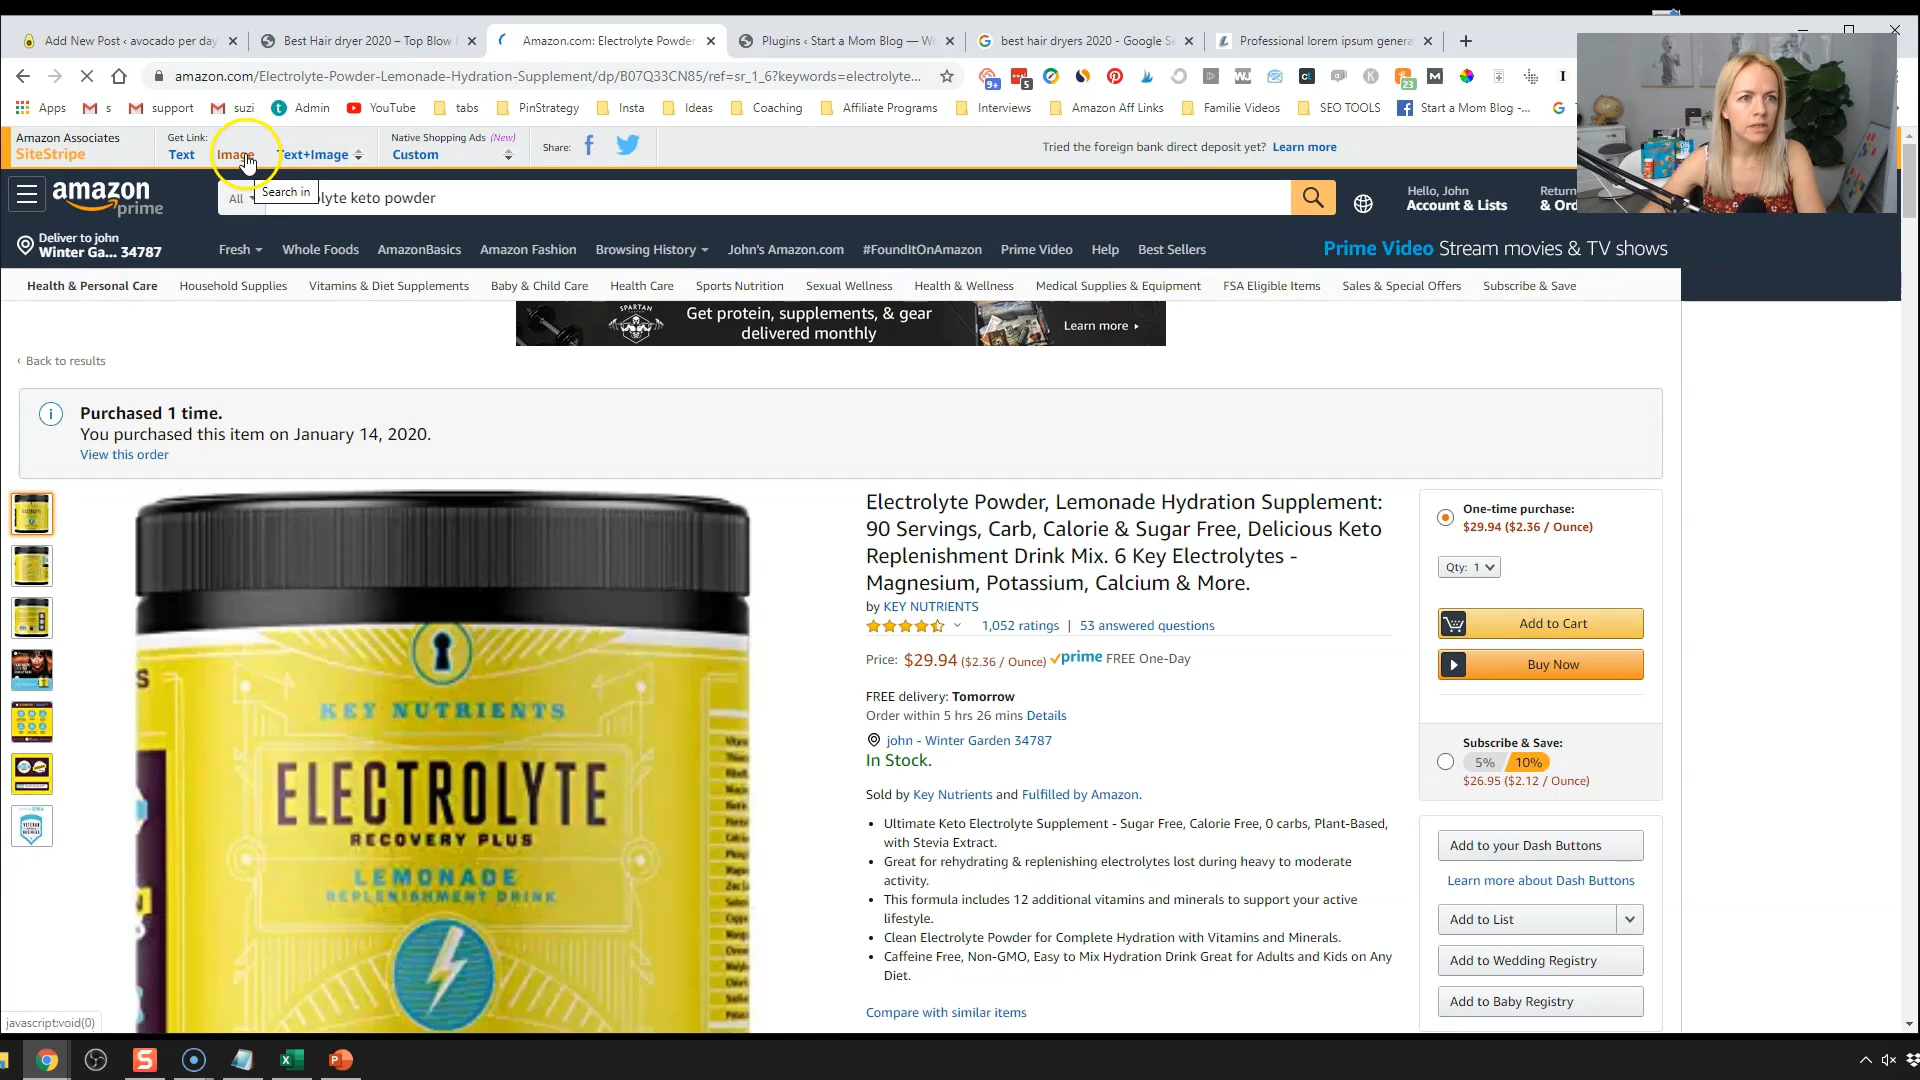 Add New Post ‹ avocado per day
Best Hair dryer 2020 – Top Blow
Amazon.com: Electrolyte Powder
Plugins ‹ Start a Mom Blog — W
best hair dryers 2020 - Google Se
Professional lorem ipsum genera
amazon.com/Electrolyte-Powder-Lemonade-Hydration-Supplement/dp/B07Q33CN85/ref=sr_1_6?keywords=electrolyte...
9+
5
23
Apps
s
support
suzi
Admin
YouTube
tabs
PinStrategy
Insta
Ideas
Coaching
Affiliate Programs
Interviews
Amazon Aff Links
Familie Videos
SEO TOOLS
Start a Mom Blog -...
Amazon Associates
SiteStripe
Get Link:
Text
Image
Text+Image
Native Shopping Ads (New)
Custom
Share:
Tried the foreign bank direct deposit yet? Learn more
Search in
amazon
prime
All
lyte keto powder
Hello, John
Account & Lists
Return
& Ord
Deliver to john
Winter Ga... 34787
Fresh
Whole Foods
AmazonBasics
Amazon Fashion
Browsing History
John's Amazon.com
#FoundItOnAmazon
Prime Video
Help
Best Sellers
Prime Video Stream movies & TV shows
Health & Personal Care
Household Supplies
Vitamins & Diet Supplements
Baby & Child Care
Health Care
Sports Nutrition
Sexual Wellness
Health & Wellness
Medical Supplies & Equipment
FSA Eligible Items
Sales & Special Offers
Subscribe & Save
SPARTAN
Get protein, supplements, & gear
delivered monthly
Learn more
‹ Back to results
Purchased 1 time.
You purchased this item on January 14, 2020.
View this order
KEY NUTRIENTS
ELECTROLYTE
RECOVERY PLUS
LEMONADE
REPLENISHMENT DRINK
Electrolyte Powder, Lemonade Hydration Supplement:
90 Servings, Carb, Calorie & Sugar Free, Delicious Keto
Replenishment Drink Mix. 6 Key Electrolytes -
Magnesium, Potassium, Calcium & More.
by KEY NUTRIENTS
1,052 ratings | 53 answered questions
Price: $29.94 ($2.36 / Ounce) prime FREE One-Day
FREE delivery: Tomorrow
Order within 5 hrs 26 mins Details
john - Winter Garden 34787
In Stock.
Sold by Key Nutrients and Fulfilled by Amazon.
• Ultimate Keto Electrolyte Supplement - Sugar Free, Calorie Free, 0 carbs, Plant-Based,
with Stevia Extract.
• Great for rehydrating & replenishing electrolytes lost during heavy to moderate
activity.
• This formula includes 12 additional vitamins and minerals to support your active
lifestyle.
• Clean Electrolyte Powder for Complete Hydration with Vitamins and Minerals.
• Caffeine Free, Non-GMO, Easy to Mix Hydration Drink Great for Adults and Kids on Any
Diet.
Compare with similar items
One-time purchase:
$29.94 ($2.36 / Ounce)
Qty: 1
Add to Cart
Buy Now
Subscribe & Save:
5% 10%
$26.95 ($2.12 / Ounce)
Add to your Dash Buttons
Learn more about Dash Buttons
Add to List
Add to Wedding Registry
Add to Baby Registry
javascript:void(0)